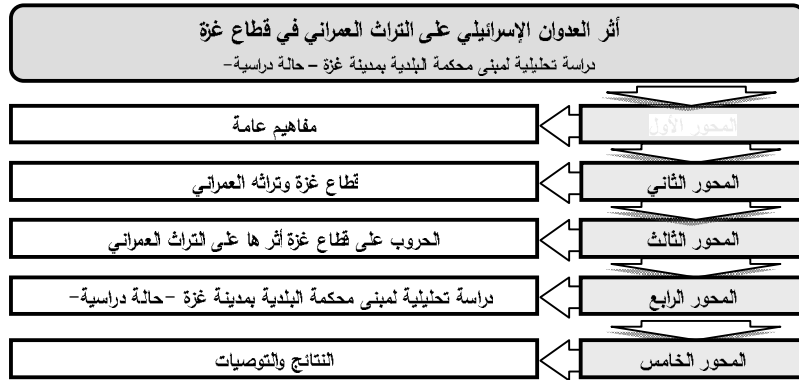 أثر العدوان الإسرائيلي على التراث العمراني في قطاع غزة
دراسة تحليلية لمبنى محكمة البلدية بمدينة غزة – حالة دراسية-
المحور الأول
مفاهيم عامة
المحور الثاني
قطاع غزة وتراثه العمراني
المحور الثالث
الحروب على قطاع غزة أثر ها على التراث العمراني
المحور الرابع
دراسة تحليلية لمبنى محكمة البلدية بمدينة غزة -حالة دراسية-
المحور الخامس
النتائج والتوصيات